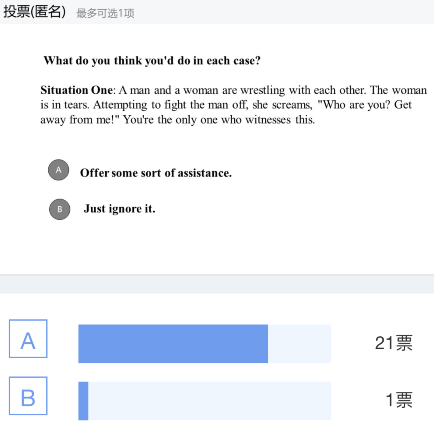 投票(匿名) 最多可选1项
What do you think you'd do in each case?
Situation One: A man and a woman are wrestling with each other. The woman
is in tears. Attempting to fight the man off, she screams, "Who are you? Get
away from me!" You're the only one who witnesses this.
A Offer some sort of assistance.
B Just ignore it.
A 21票
B 1票